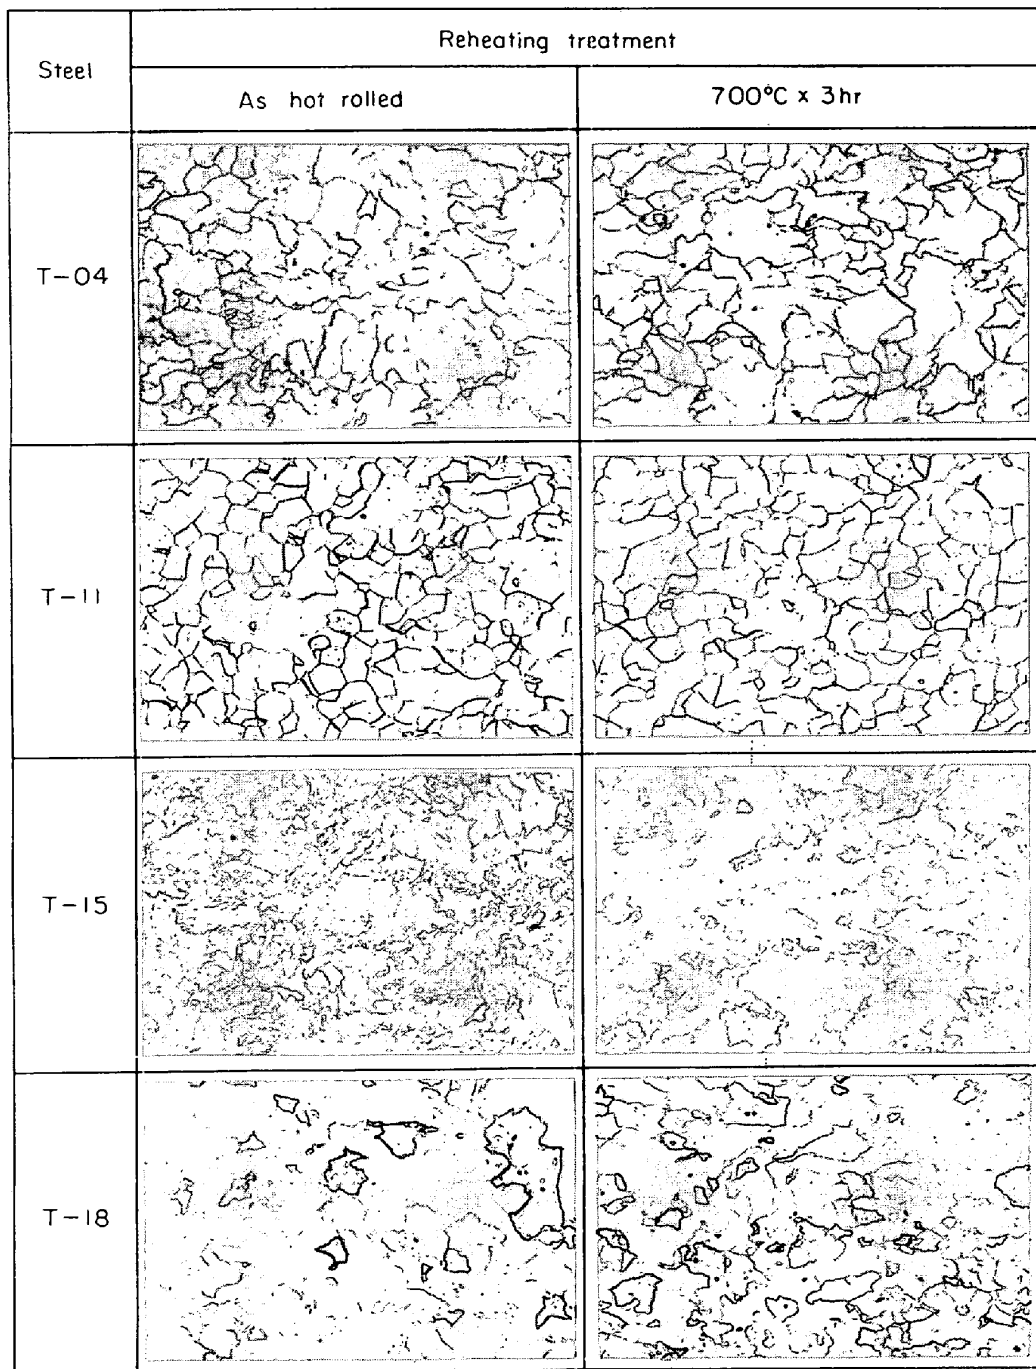 Steel
Reheating treatment
As hot rolled
700°C x 3hr
T-04
T-11
T-15
T-18